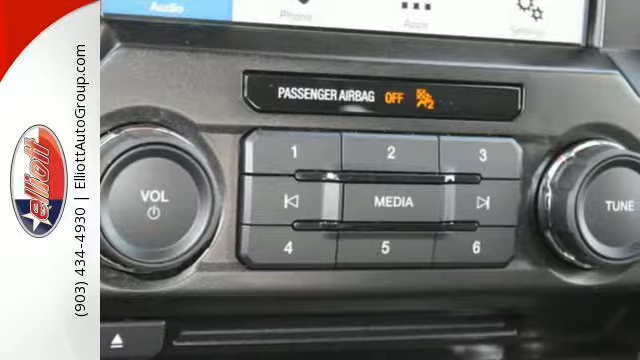 Audio
Phone
Apps
Settings
PASSENGER AIRBAG OFF 2
1 2 3
VOL
MEDIA
TUNE
4 5 6
elliott
(903) 434-4930 | ElliottAutoGroup.com